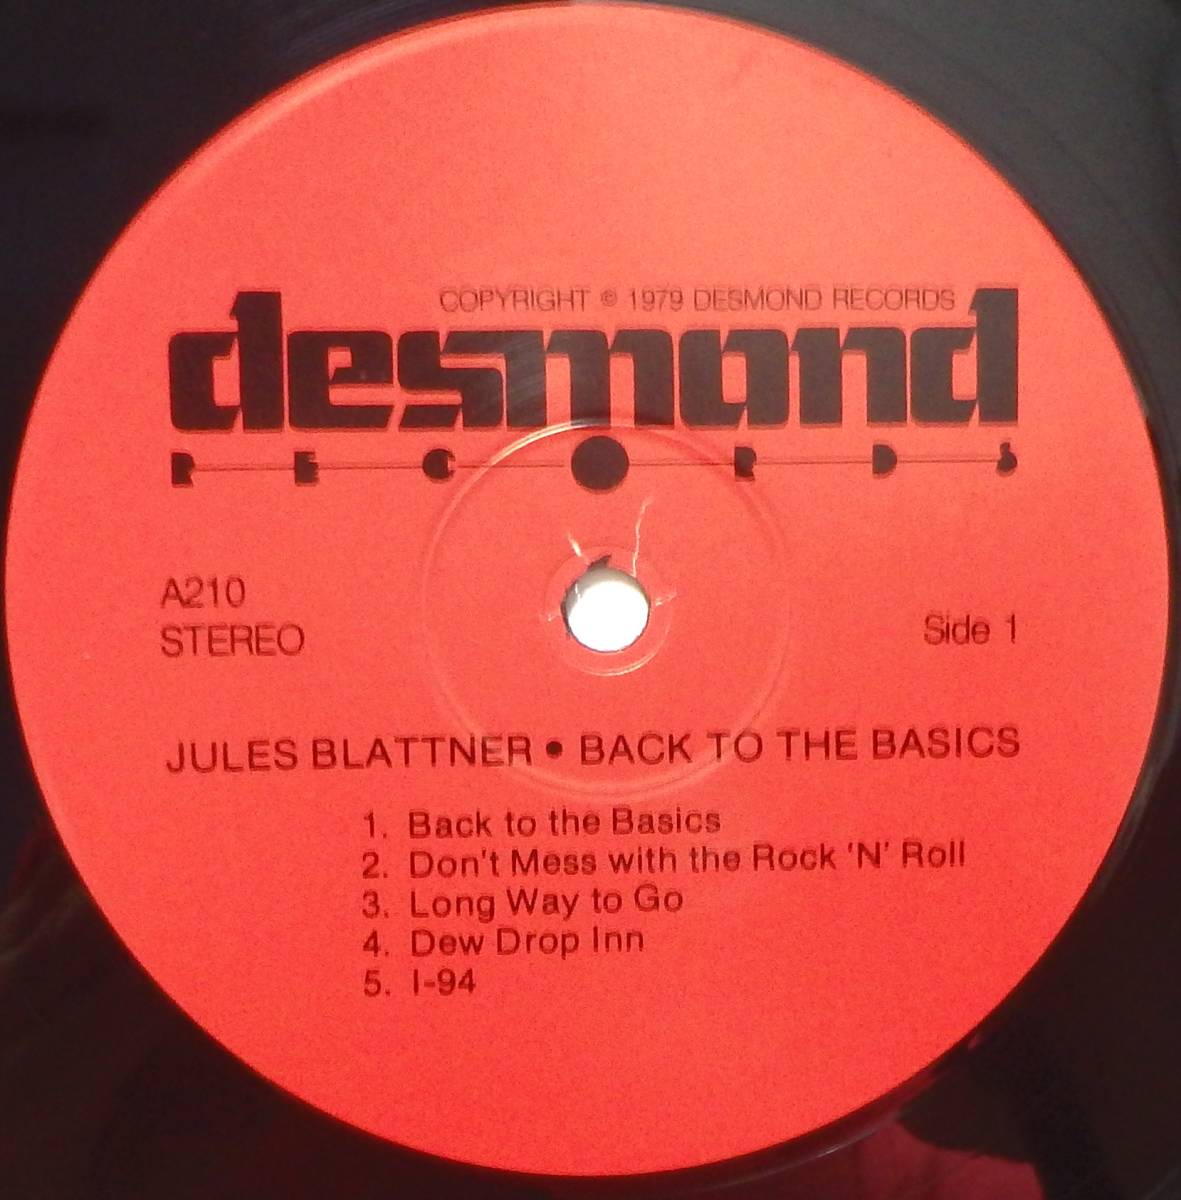 COPYRIGHT © 1979 DESMOND RECORDS
desmond
RECORDS
A210
STEREO
Side 1
JULES BLATTNER • BACK TO THE BASICS
1. Back to the Basics
2. Don't Mess with the Rock 'N' Roll
3. Long Way to Go
4. Dew Drop Inn
5. I-94